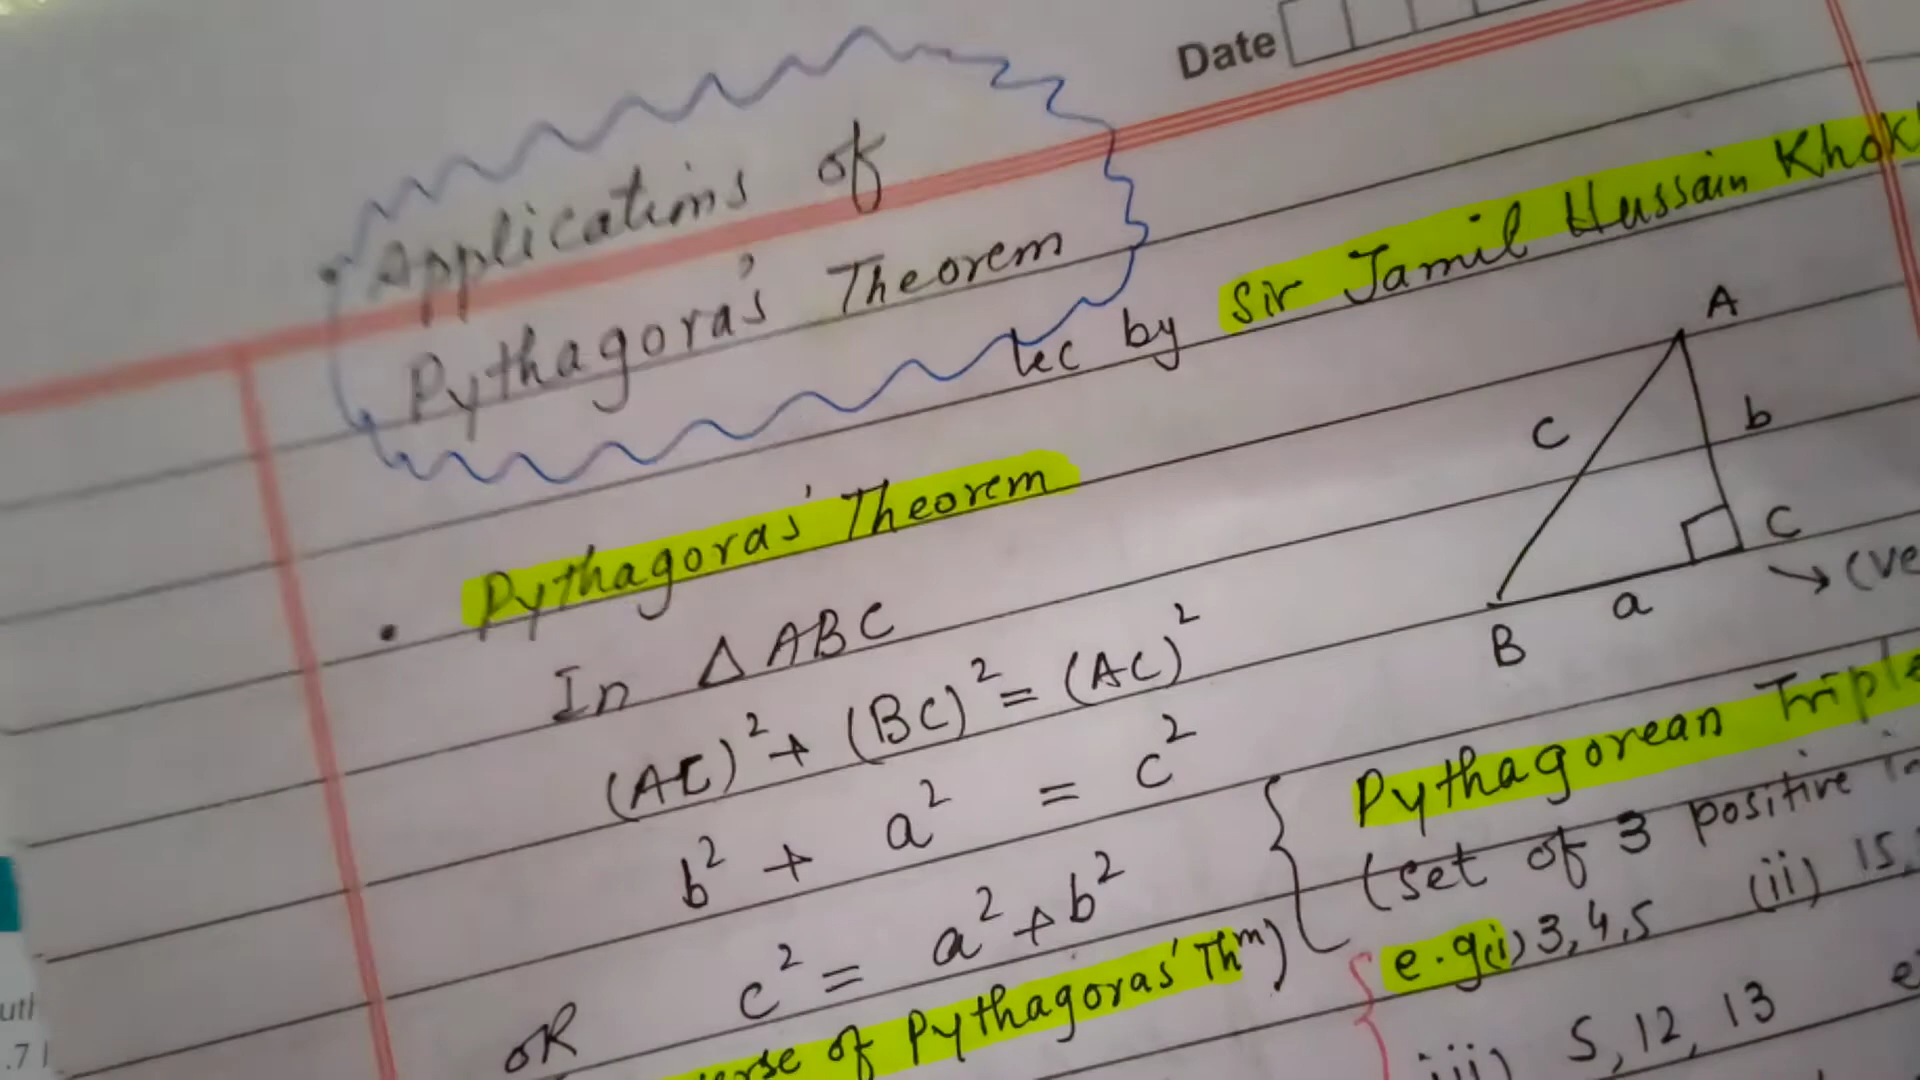 Date
Applications of
Pythagoras' Theorem
lec by Sir Jamil Hussain
A
c
b
C
a
B
• Pythagoras' Theorem
In △ABC
(AC)² + (BC)² = (AC)²
b² + a² = c²
OR c² = a² + b²
of Pythagoras' Thm)
Pythagorean
(set of 3 positive
e.g(i) 3,4,5 (ii) 15,
iii) 5, 12, 13